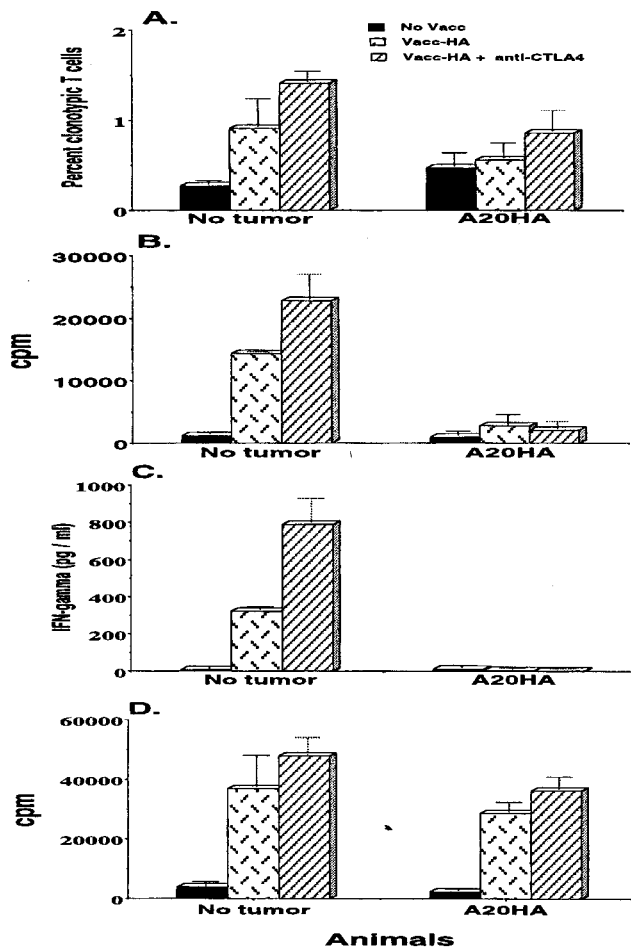 A.
No Vacc
Vacc-HA
Vacc-HA + anti-CTLA4
Percent clonotypic T cells
2
1
0
No tumor
A20HA
B.
cpm
30000
20000
10000
0
No tumor
A20HA
C.
IFN-gamma (pg / ml)
1000
800
600
400
200
0
No tumor
A20HA
D.
cpm
60000
40000
20000
0
No tumor
A20HA
Animals